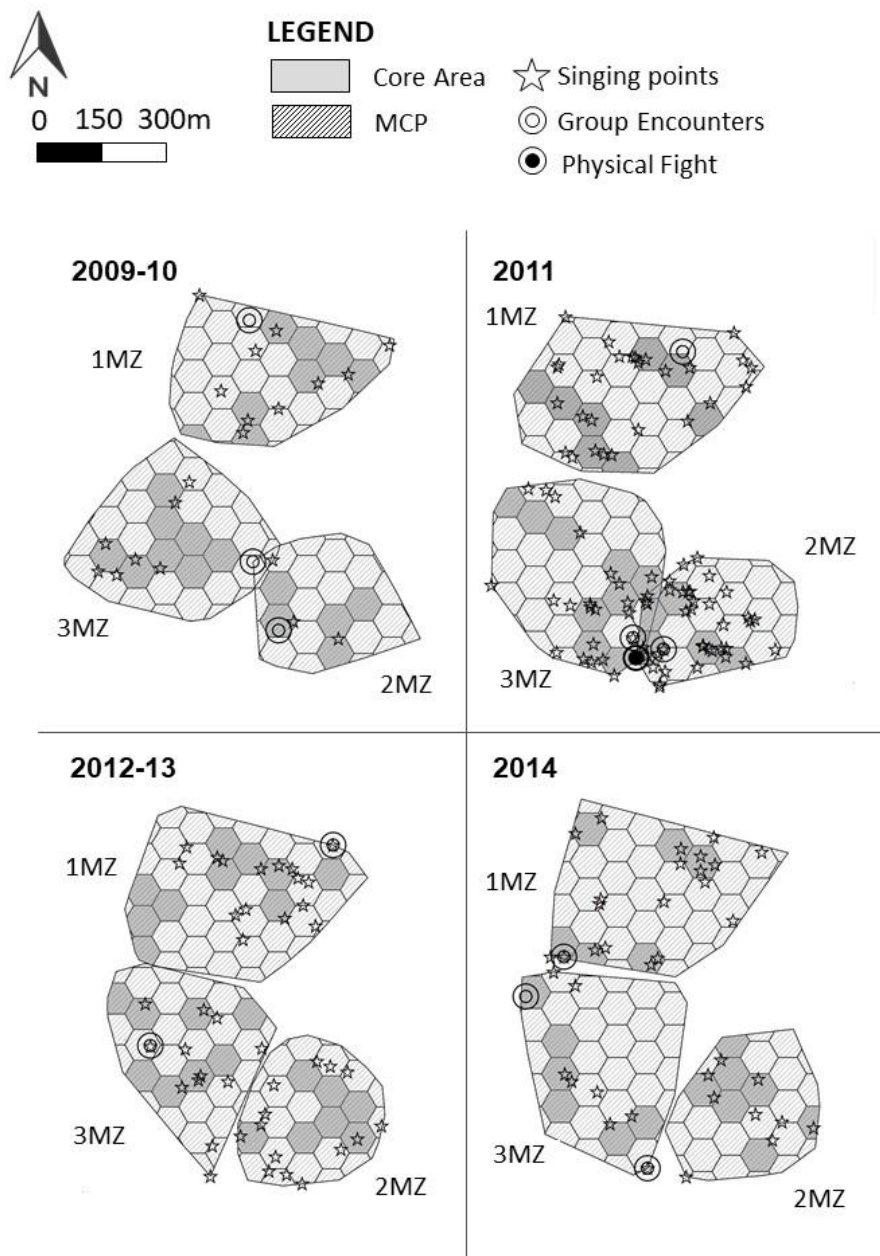 LEGEND
N
0 150 300m
Core Area
Singing points
MCP
Group Encounters
Physical Fight
2009-10
1MZ
3MZ
2MZ
2011
1MZ
2MZ
3MZ
2012-13
1MZ
3MZ
2MZ
2014
1MZ
3MZ
2MZ